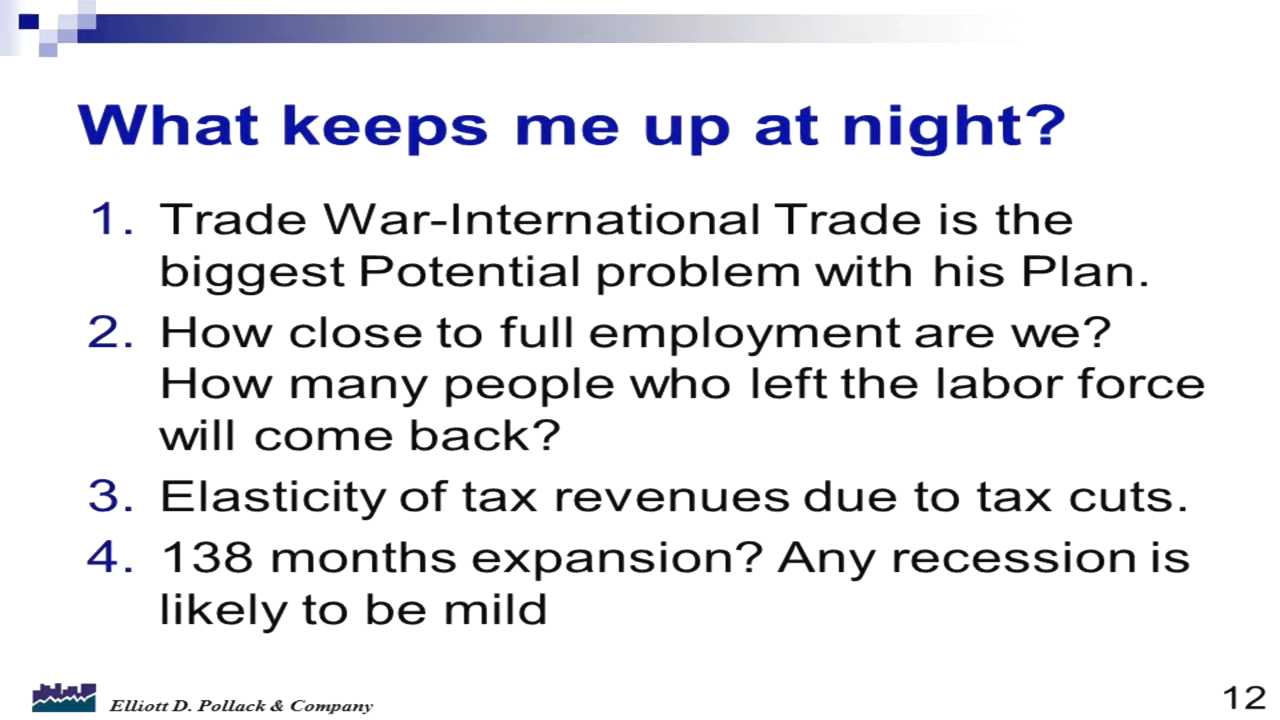 What keeps me up at night?
1. Trade War-International Trade is the
biggest Potential problem with his Plan.
2. How close to full employment are we?
How many people who left the labor force
will come back?
3. Elasticity of tax revenues due to tax cuts.
4. 138 months expansion? Any recession is
likely to be mild
Elliott D. Pollack & Company
12